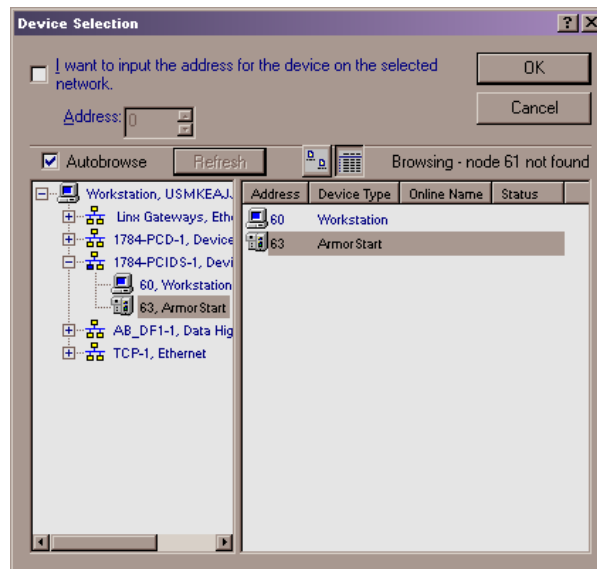 Device Selection
I want to input the address for the device on the selected
network.
OK
Address: 0
Cancel
Autobrowse
Refresh
Browsing - node 61 not found
Workstation, USMKEAJ
Address Device Type Online Name Status
Linx Gateways, Eth
60 Workstation
1784-PCD-1, Device
63 ArmorStart
1784-PCIDS-1, Devi
60, Workstation
63, ArmorStart
AB_DF1-1, Data Hig
TCP-1, Ethernet